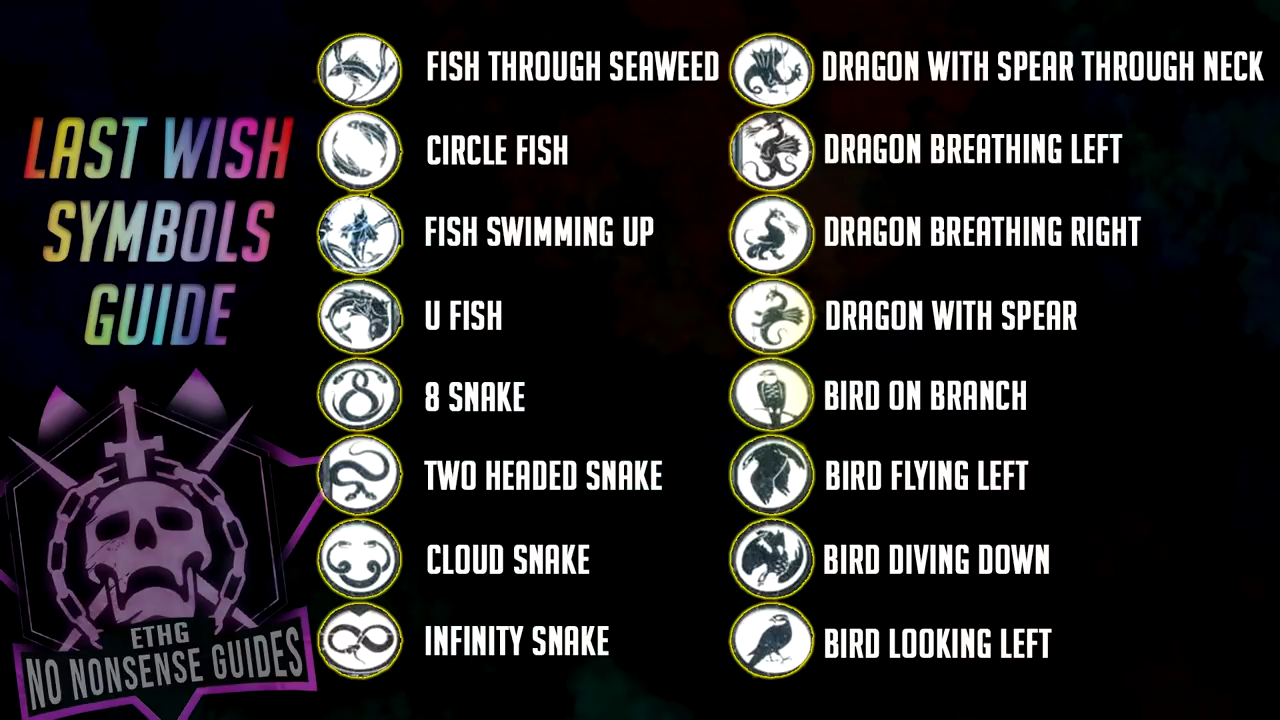 LAST WISH
SYMBOLS
GUIDE
ETHG
NO NONSENSE GUIDES
FISH THROUGH SEAWEED
CIRCLE FISH
FISH SWIMMING UP
U FISH
8 SNAKE
TWO HEADED SNAKE
CLOUD SNAKE
INFINITY SNAKE
DRAGON WITH SPEAR THROUGH NECK
DRAGON BREATHING LEFT
DRAGON BREATHING RIGHT
DRAGON WITH SPEAR
BIRD ON BRANCH
BIRD FLYING LEFT
BIRD DIVING DOWN
BIRD LOOKING LEFT